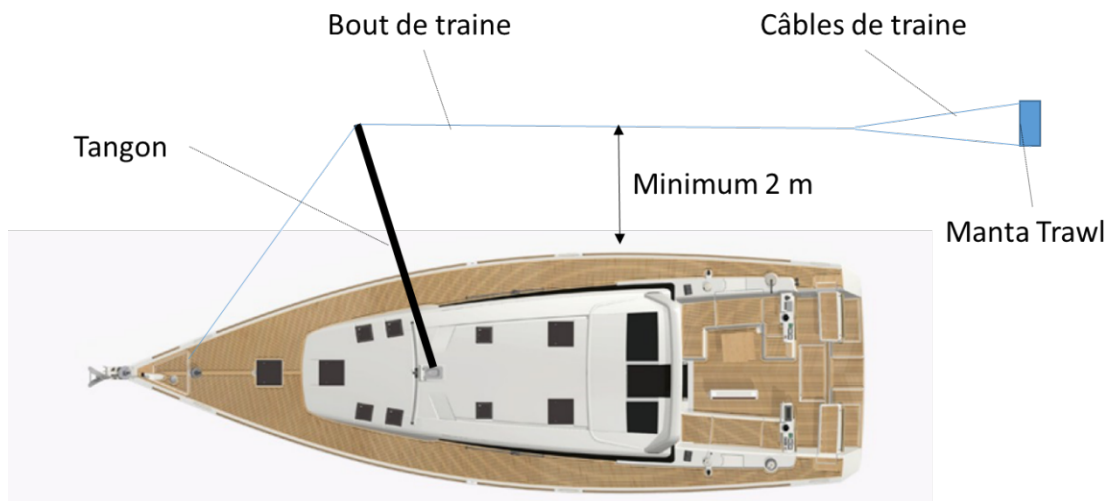 Bout de traine
Câbles de traine
Tangon
Minimum 2 m
Manta Trawl